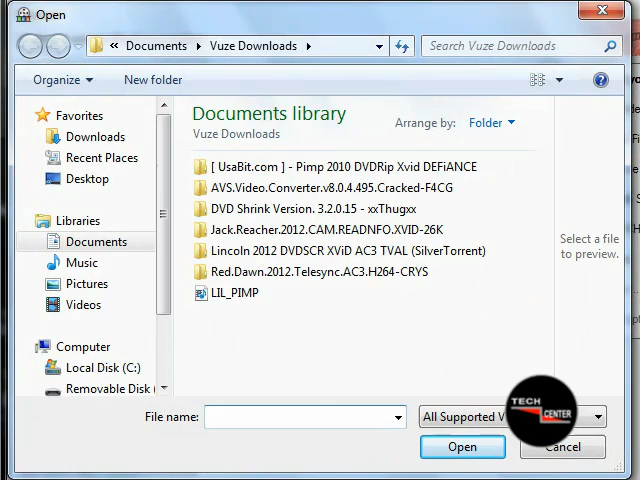 Open
« Documents ▸ Vuze Downloads ▸
Search Vuze Downloads
Organize
New folder
Favorites
Downloads
Recent Places
Desktop
Libraries
Documents
Music
Pictures
Videos
Computer
Local Disk (C:)
Removable Disk
Documents library
Vuze Downloads
Arrange by: Folder
[ UsaBit.com ] - Pimp 2010 DVDRip Xvid DEFiANCE
AVS.Video.Converter.v8.0.4.495.Cracked-F4CG
DVD Shrink Version. 3.2.0.15 - xxThugxx
Jack.Reacher.2012.CAM.READNFO.XVID-26K
Lincoln 2012 DVDSCR XViD AC3 TVAL (SilverTorrent)
Red.Dawn.2012.Telesync.AC3.H264-CRYS
LIL_PIMP
Select a file
to preview.
File name:
All Supported V
Open
Cancel
TECH
CENTER